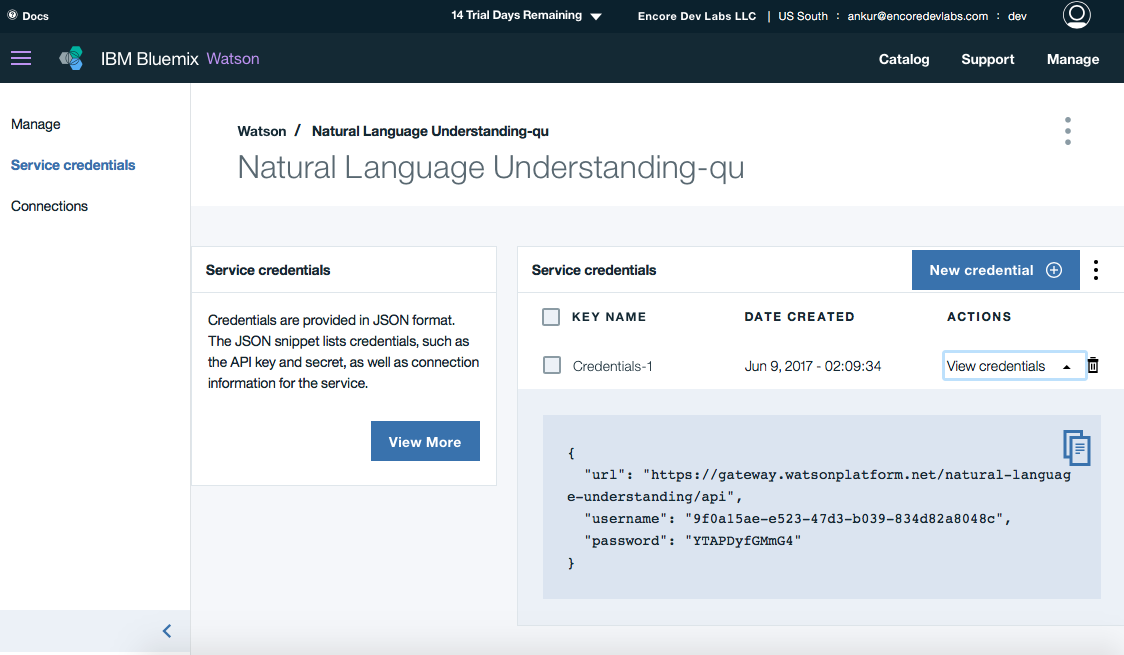 Docs
14 Trial Days Remaining
Encore Dev Labs LLC | US South : ankur@encoredevlabs.com : dev
IBM Bluemix Watson
Catalog Support Manage
Manage
Service credentials
Connections
Watson / Natural Language Understanding-qu
Natural Language Understanding-qu
Service credentials
Credentials are provided in JSON format.
The JSON snippet lists credentials, such as
the API key and secret, as well as connection
information for the service.
View More
Service credentials
New credential
KEY NAME DATE CREATED ACTIONS
Credentials-1 Jun 9, 2017 - 02:09:34 View credentials
{
"url": "https://gateway.watsonplatform.net/natural-languag
e-understanding/api",
"username": "9f0a15ae-e523-47d3-b039-834d82a8048c",
"password": "YTAPDyfGMmG4"
}